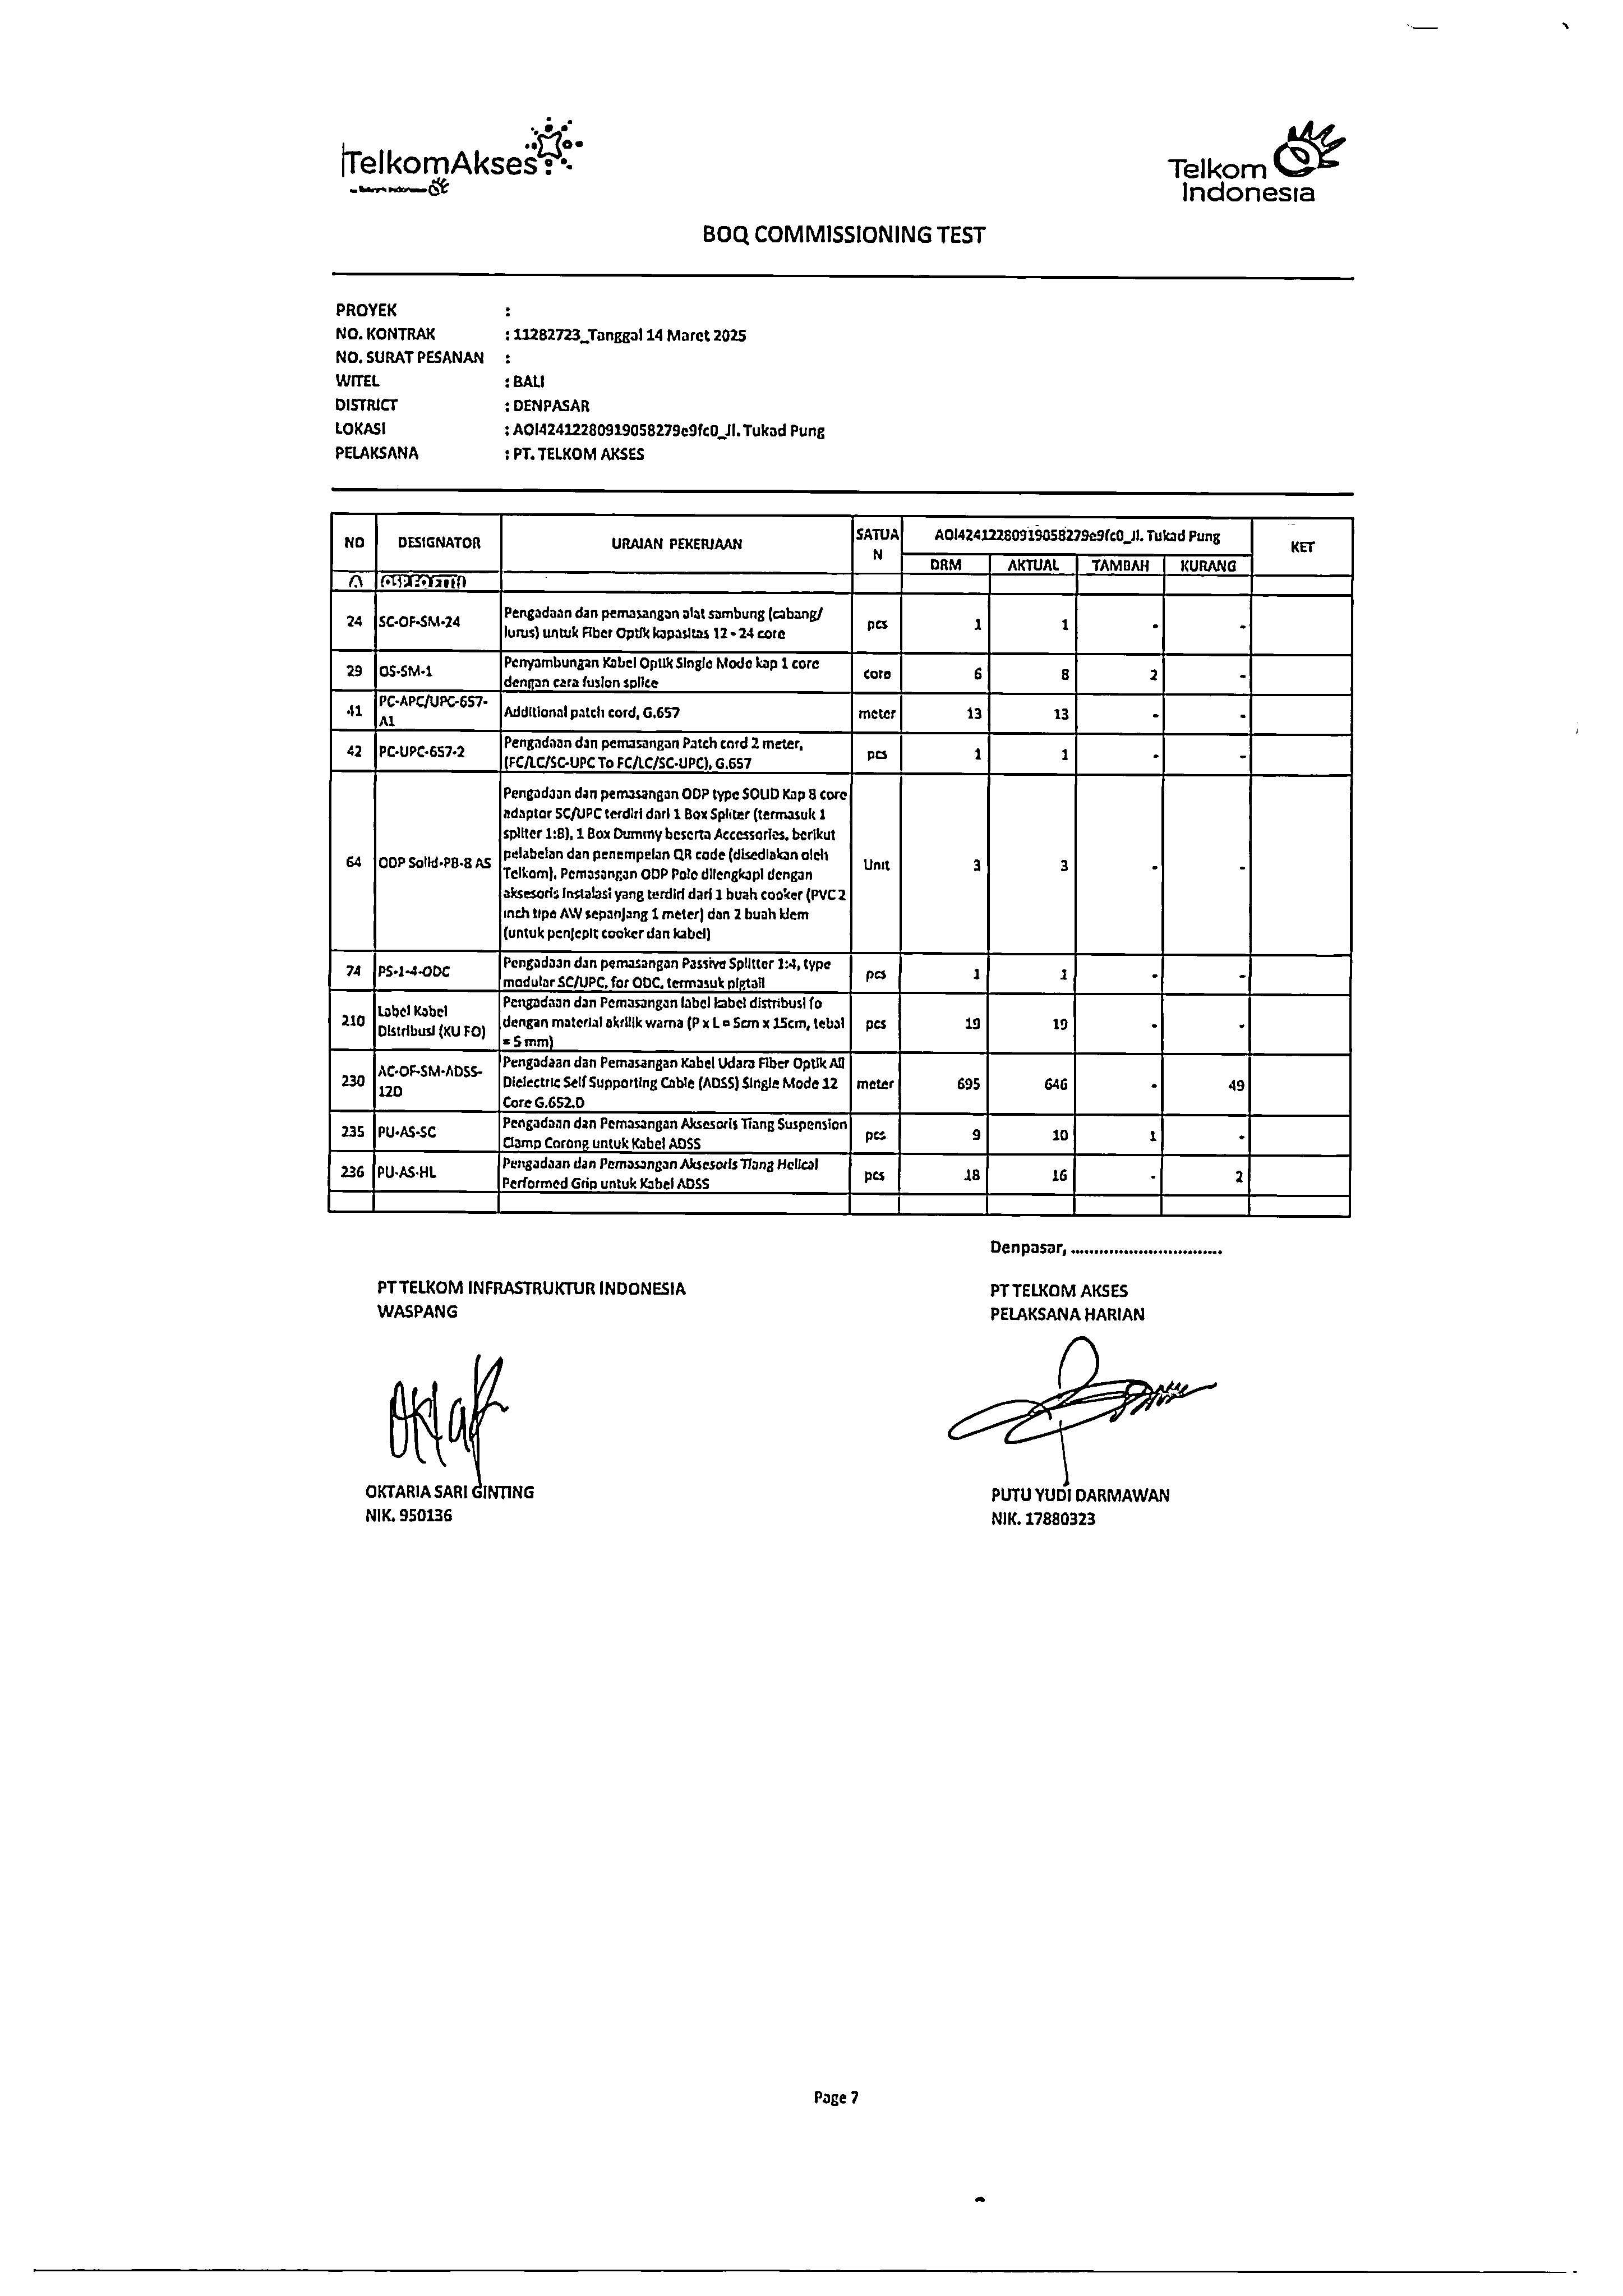 TelkomAkses
Telkom
Indonesia
BOQ COMMISSIONING TEST
PROYEK :
NO. KONTRAK : 11282723_Tanggal 14 Maret 2025
NO. SURAT PESANAN :
WITEL : BALI
DISTRICT : DENPASAR
LOKASI : AOI42412280919058279e9fc0_Jl. Tukad Pung
PELAKSANA : PT. TELKOM AKSES
NO DESIGNATOR URAIAN PEKERJAAN SATUAN AOI42412280919058279e9fc0_Jl. Tukad Pung KET
DRM AKTUAL TAMBAH KURANG
A OSP FO FTTH
24 SC-OF-SM-24 Pengadaan dan pemasangan alat sambung (cabang/
lurus) untuk Fiber Optik kapasitas 12 - 24 core pcs 1 1 - -
29 OS-SM-1 Penyambungan Kabel Optik Single Mode kap 1 core
dengan cara fusion splice core 6 8 2 -
41 PC-APC/UPC-657-
A1 Additional patch cord, G.657 meter 13 13 - -
42 PC-UPC-657-2 Pengadaan dan pemasangan Patch cord 2 meter,
(FC/LC/SC-UPC To FC/LC/SC-UPC), G.657 pcs 1 1 - -
64 ODP Solid-PB-8 AS Pengadaan dan pemasangan ODP type SOLID Kap 8 core
adaptor SC/UPC terdiri dari 1 Box Spliter (termasuk 1
spliter 1:8), 1 Box Dummy beserta Accessories, berikut
pelabelan dan penempelan QR code (disediakan oleh
Telkom), Pemasangan ODP Pole dilengkapi dengan
aksesoris Instalasi yang terdiri dari 1 buah cooker (PVC 2
inch tipe AW sepanjang 1 meter) dan 2 buah klem
(untuk penjepit cooker dan kabel) Unit 3 3 - -
74 PS-1-4-ODC Pengadaan dan pemasangan Passive Splitter 1:4, type
modular SC/UPC, for ODC, termasuk pigtail pcs 1 1 - -
210 Label Kabel
Distribusi (KU FO) Pengadaan dan Pemasangan label kabel distribusi fo
dengan material akrilik warna (P x L = 5cm x 15cm, tebal
= 5 mm) pcs 19 19 - -
230 AC-OF-SM-ADSS-
12D Pengadaan dan Pemasangan Kabel Udara Fiber Optik All
Dielectric Self Supporting Cable (ADSS) Single Mode 12
Core G.652.D meter 695 646 - 49
235 PU-AS-SC Pengadaan dan Pemasangan Aksesoris Tiang Suspension
Clamp Corong untuk Kabel ADSS pcs 9 10 1 -
236 PU-AS-HL Pengadaan dan Pemasangan Aksesoris Tiang Helical
Performed Grip untuk Kabel ADSS pcs 18 16 - 2
Denpasar, ................................
PT TELKOM INFRASTRUKTUR INDONESIA
WASPANG
PT TELKOM AKSES
PELAKSANA HARIAN
OKTARIA SARI GINTING
NIK. 950136
PUTU YUDI DARMAWAN
NIK. 17880323
Page 7